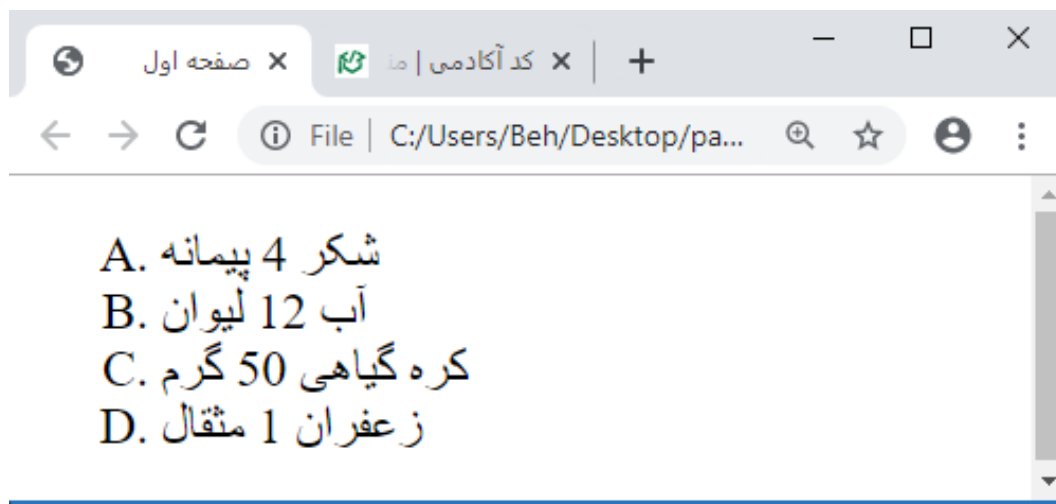 صفحه اول
کد آکادمی | من
File | C:/Users/Beh/Desktop/pa...
A. شکر 4 پیمانه
B. آب 12 لیوان
C. کره گیاهی 50 گرم
D. زعفران 1 مثقال